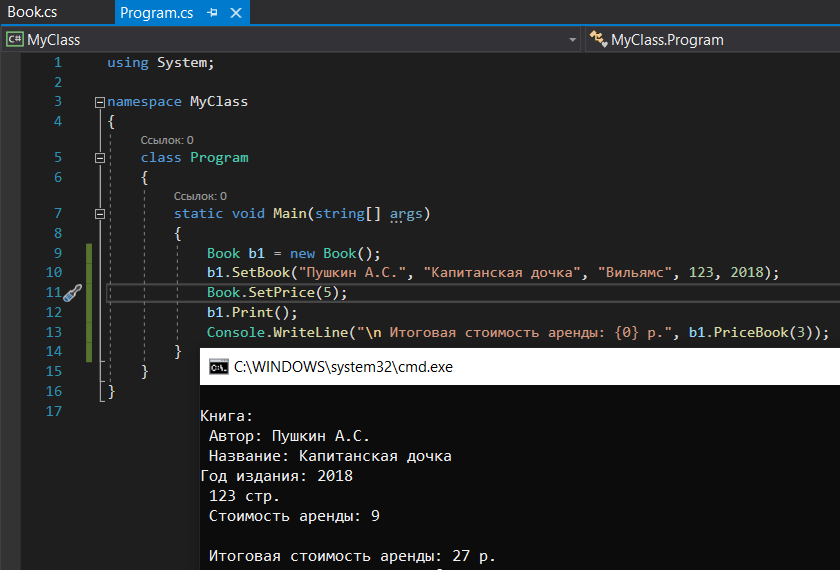 Book.cs Program.cs
C# MyClass MyClass.Program
1 using System;
2
3 namespace MyClass
4 {
Ссылок: 0
5 class Program
6 {
Ссылок: 0
7 static void Main(string[] args)
8 {
9 Book b1 = new Book();
10 b1.SetBook("Пушкин А.С.", "Капитанская дочка", "Вильямс", 123, 2018);
11 Book.SetPrice(5);
12 b1.Print();
13 Console.WriteLine("\n Итоговая стоимость аренды: {0} р.", b1.PriceBook(3));
14 }
15 }
16 }
17
C:\WINDOWS\system32\cmd.exe
Книга:
Автор: Пушкин А.С.
Название: Капитанская дочка
Год издания: 2018
123 стр.
Стоимость аренды: 9
Итоговая стоимость аренды: 27 р.